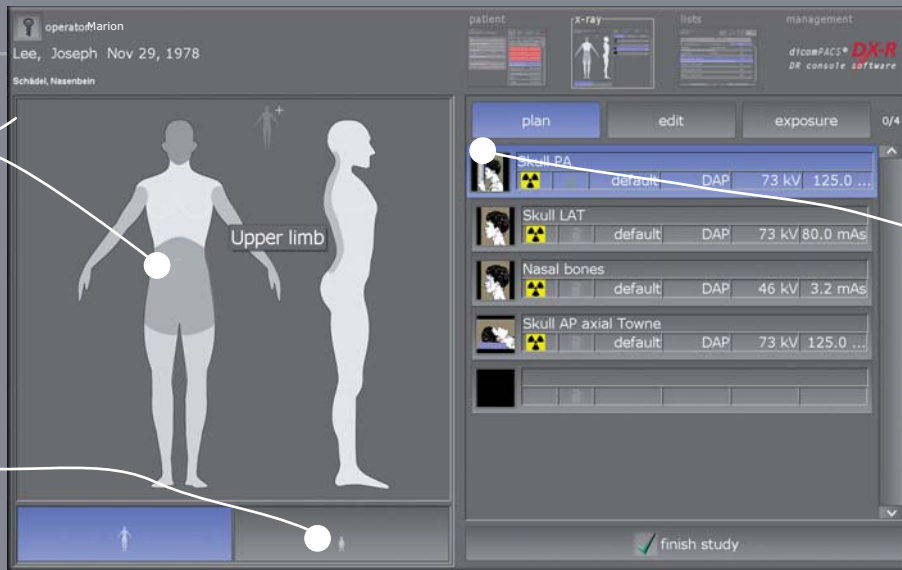 operator Marion
Lee, Joseph Nov 29, 1978
Schädel, Nasenbein
patient
x-ray
lists
management
dicomPACS® DX-R
DR console software
plan
edit
exposure
0/4
Skull PA
default DAP 73 kV 125.0 ...
Skull LAT
default DAP 73 kV 80.0 mAs
Nasal bones
default DAP 46 kV 3.2 mAs
Skull AP axial Towne
default DAP 73 kV 125.0 ...
Upper limb
finish study